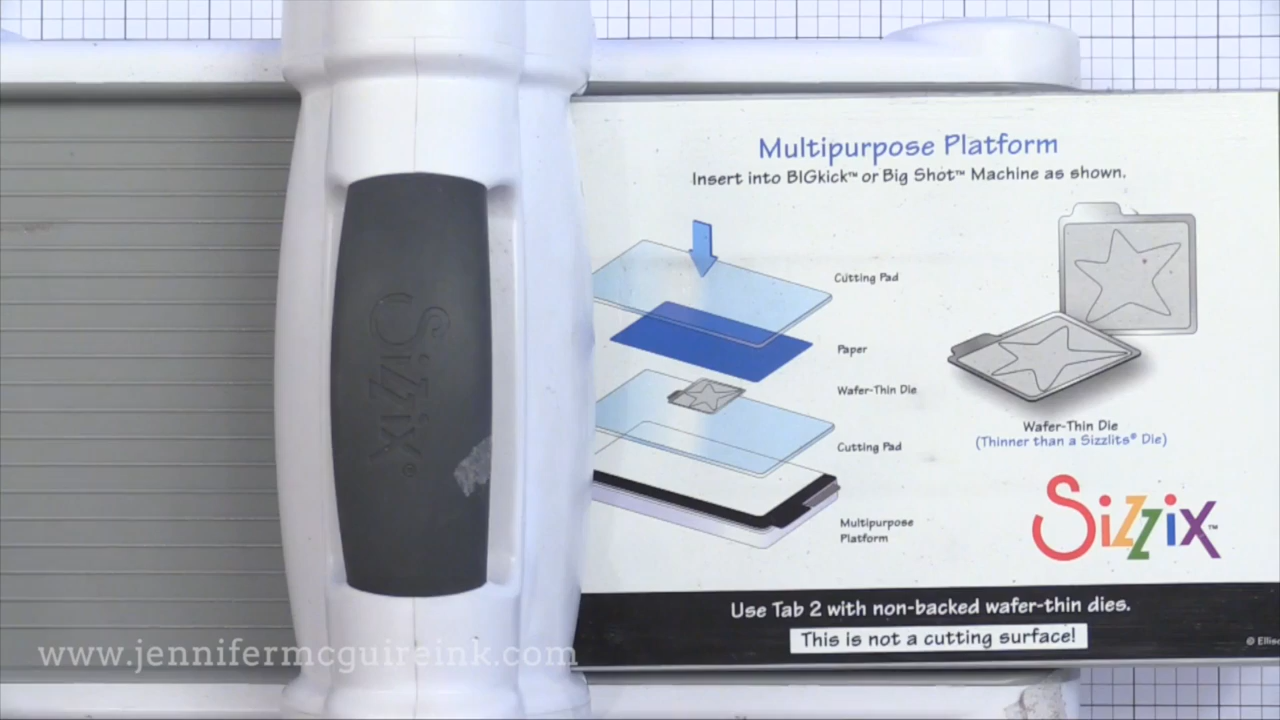 Multipurpose Platform
Insert into BIGkick™ or Big Shot™ Machine as shown.
Cutting Pad
Paper
Wafer-Thin Die
Cutting Pad
Multipurpose
Platform
Wafer-Thin Die
(Thinner than a Sizzlits® Die)
Sizzix™
Sizzix®
Use Tab 2 with non-backed wafer-thin dies.
This is not a cutting surface!
www.jennifermcguireink.com